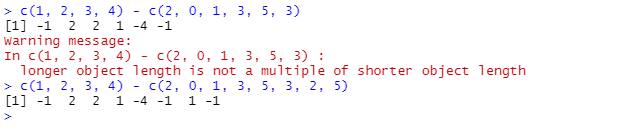 > c(1, 2, 3, 4) - c(2, 0, 1, 3, 5, 3)
[1] -1  2  2  1 -4 -1
Warning message:
In c(1, 2, 3, 4) - c(2, 0, 1, 3, 5, 3) :
  longer object length is not a multiple of shorter object length
> c(1, 2, 3, 4) - c(2, 0, 1, 3, 5, 3, 2, 5)
[1] -1  2  2  1 -4 -1  1 -1
>